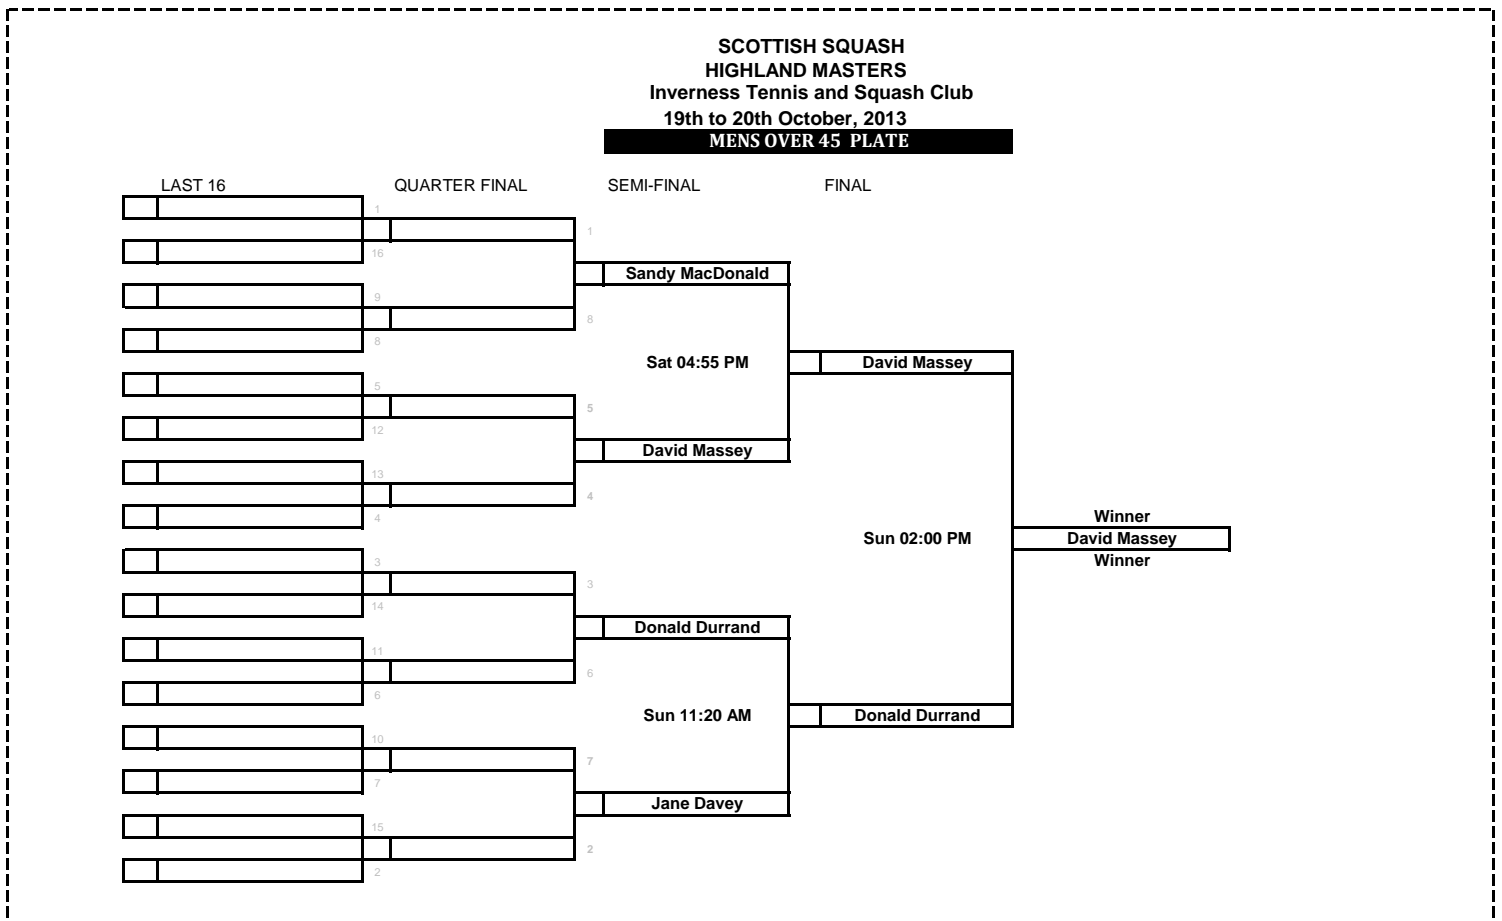 SCOTTISH SQUASH
HIGHLAND MASTERS
Inverness Tennis and Squash Club
19th to 20th October, 2013
MENS OVER 45 PLATE
LAST 16 QUARTER FINAL SEMI-FINAL FINAL
1
1
16
Sandy MacDonald
9
8
8
Sat 04:55 PM David Massey
5
5
12
David Massey
13
4
4
Winner
Sun 02:00 PM David Massey
Winner
3
3
14
Donald Durrand
11
6
6
Sun 11:20 AM Donald Durrand
10
7
7
Jane Davey
15
2
2